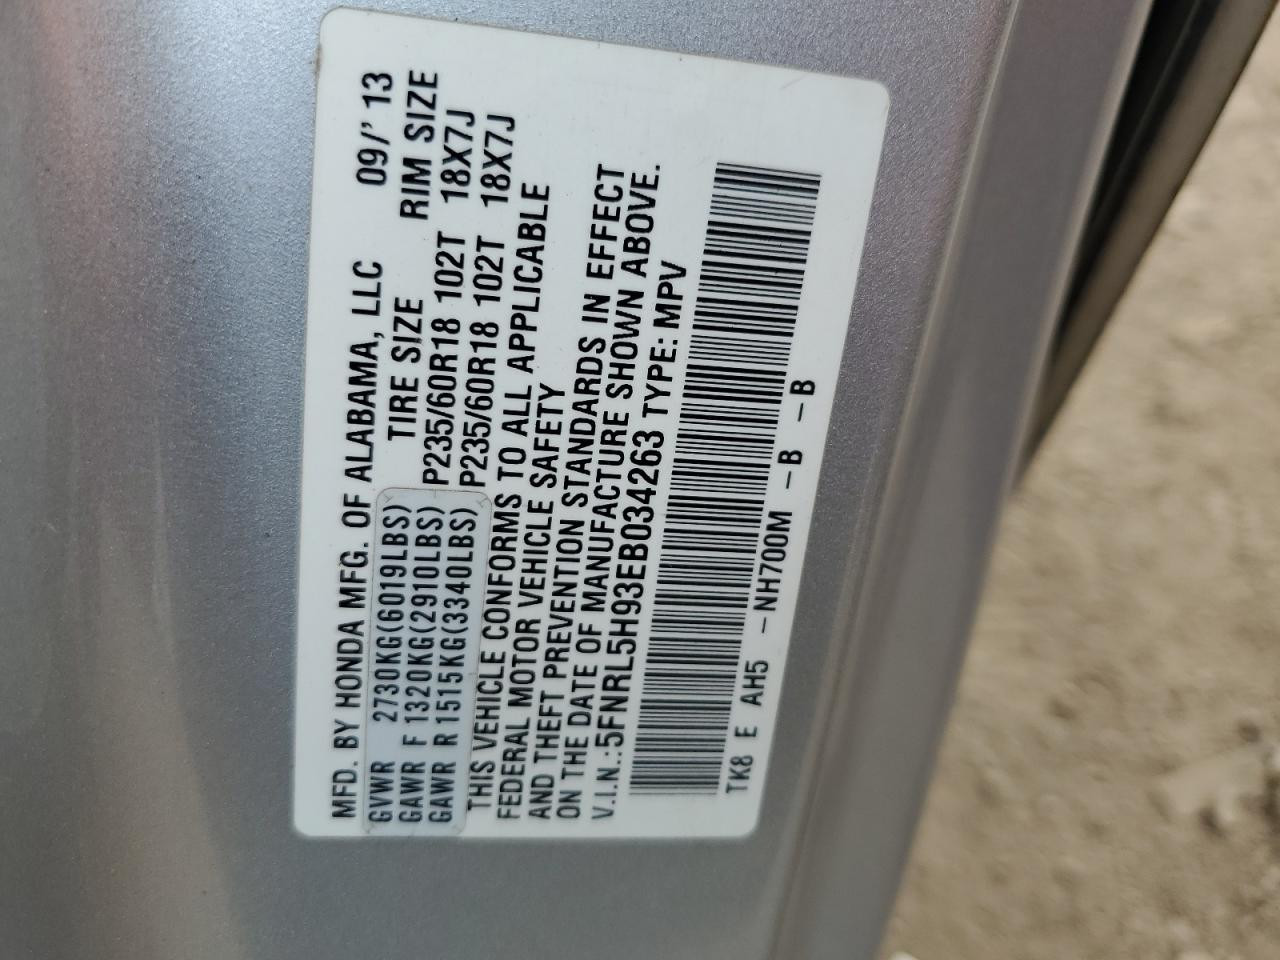 MFD. BY HONDA MFG. OF ALABAMA, LLC 09/'13
TIRE SIZE RIM SIZE
GVWR 2730KG(6019LBS)
GAWR F 1320KG(2910LBS) P235/60R18 102T 18X7J
GAWR R 1515KG(3340LBS) P235/60R18 102T 18X7J
THIS VEHICLE CONFORMS TO ALL APPLICABLE
FEDERAL MOTOR VEHICLE SAFETY
AND THEFT PREVENTION STANDARDS IN EFFECT
ON THE DATE OF MANUFACTURE SHOWN ABOVE.
V.I.N.:5FNRL5H93EB034263 TYPE: MPV
TK8 E AH5 -NH700M -B -B